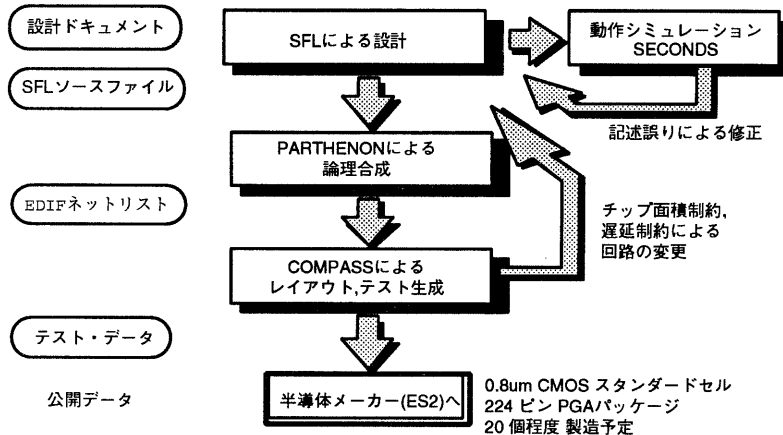 設計ドキュメント
SFLによる設計
動作シミュレーション
SECONDS
SFLソースファイル
記述誤りによる修正
PARTHENONによる
論理合成
EDIFネットリスト
チップ面積制約,
遅延制約による
回路の変更
COMPASSによる
レイアウト,テスト生成
テスト・データ
公開データ
半導体メーカー(ES2)へ
0.8um CMOS スタンダードセル
224 ピン PGAパッケージ
20 個程度 製造予定